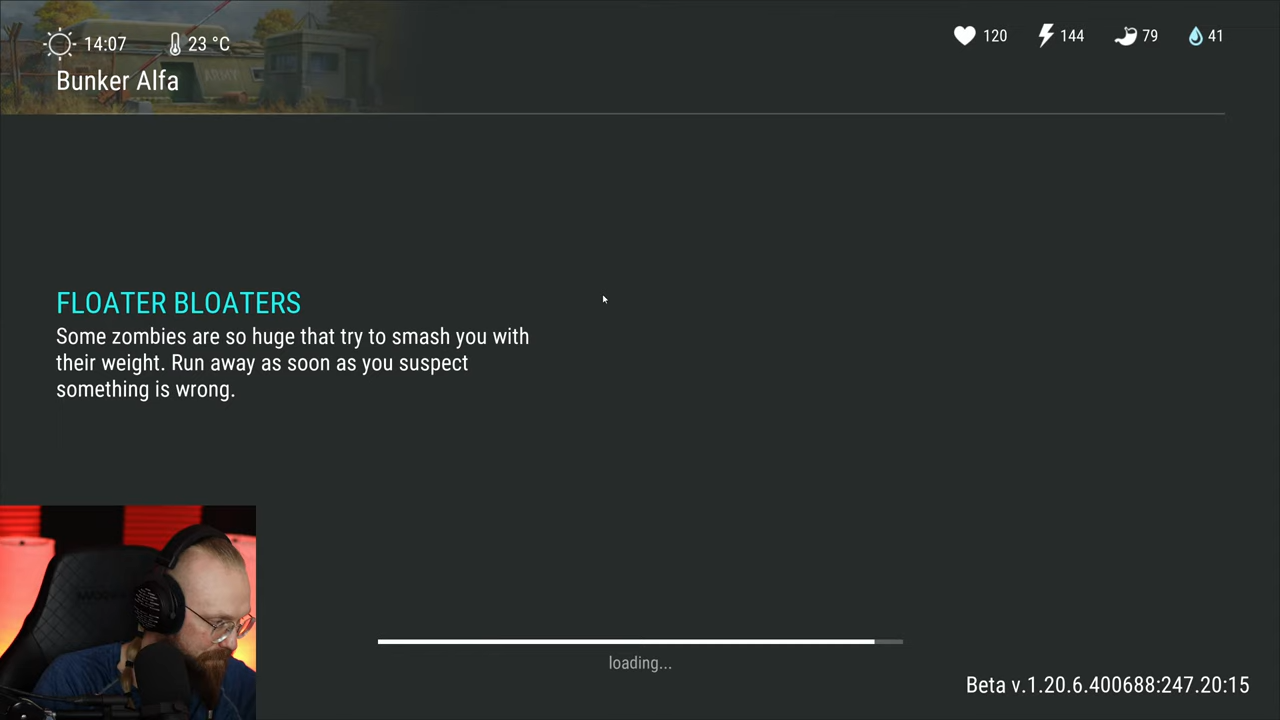 14:07 23 °C
Bunker Alfa
120 144 79 41
ARMY
FLOATER BLOATERS
Some zombies are so huge that try to smash you with
their weight. Run away as soon as you suspect
something is wrong.
loading...
Beta v.1.20.6.400688:247.20:15